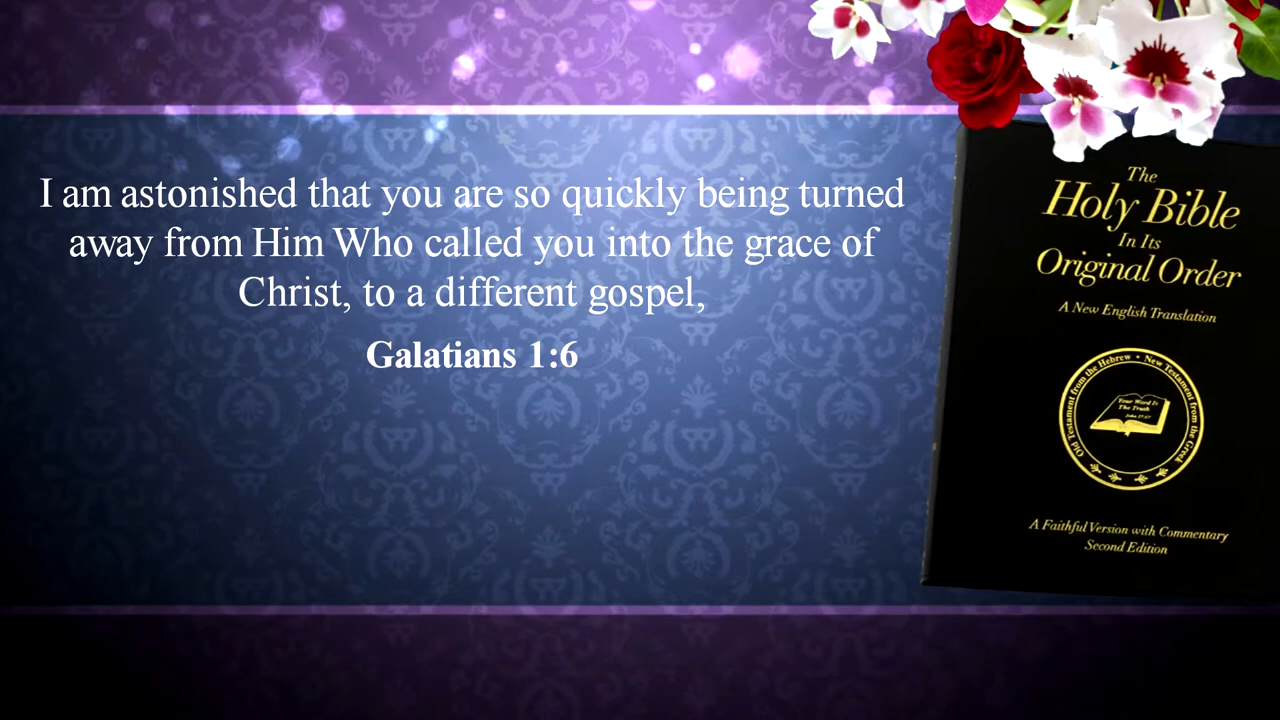 I am astonished that you are so quickly being turned
away from Him Who called you into the grace of
Christ, to a different gospel,
Galatians 1:6
The
Holy Bible
In Its
Original Order
A New English Translation
Old Testament from the Hebrew • New Testament from the Greek
Your Word Is
The Truth
John 17:17
A Faithful Version with Commentary
Second Edition